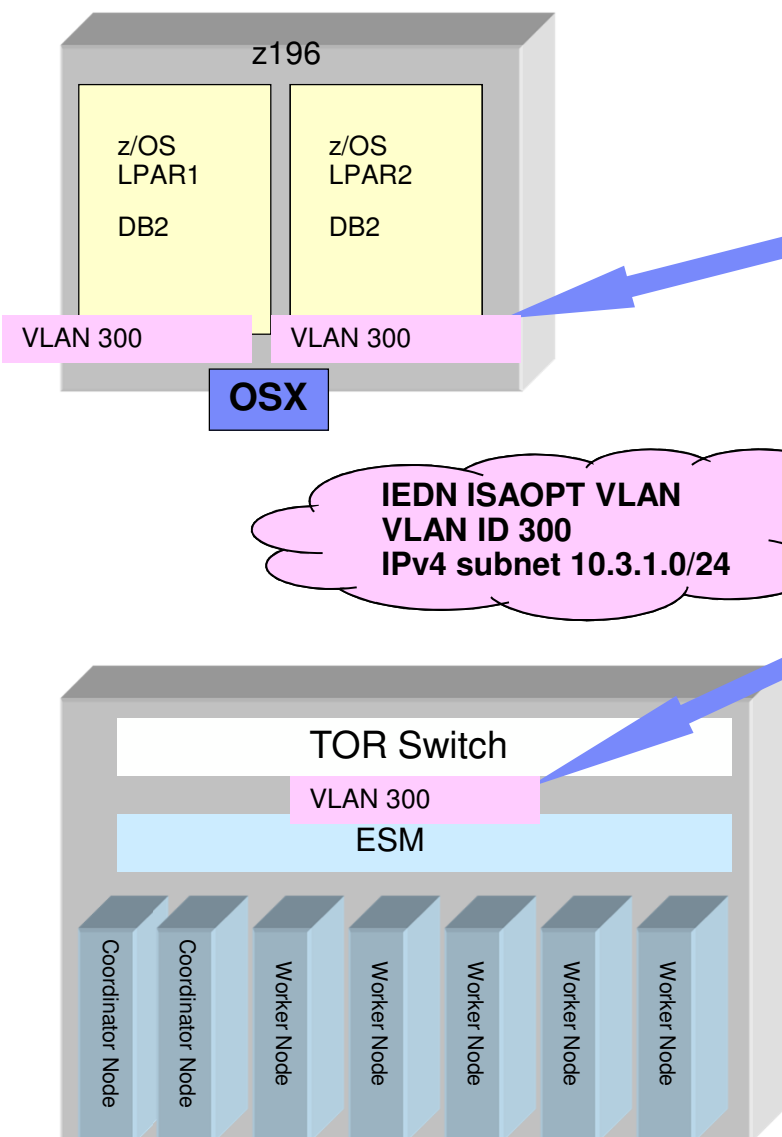 z196
z/OS
LPAR1
DB2
z/OS
LPAR2
DB2
VLAN 300
VLAN 300
OSX
IEDN ISAOPT VLAN
VLAN ID 300
IPv4 subnet 10.3.1.0/24
TOR Switch
VLAN 300
ESM
Coordinator Node
Coordinator Node
Worker Node
Worker Node
Worker Node
Worker Node
Worker Node